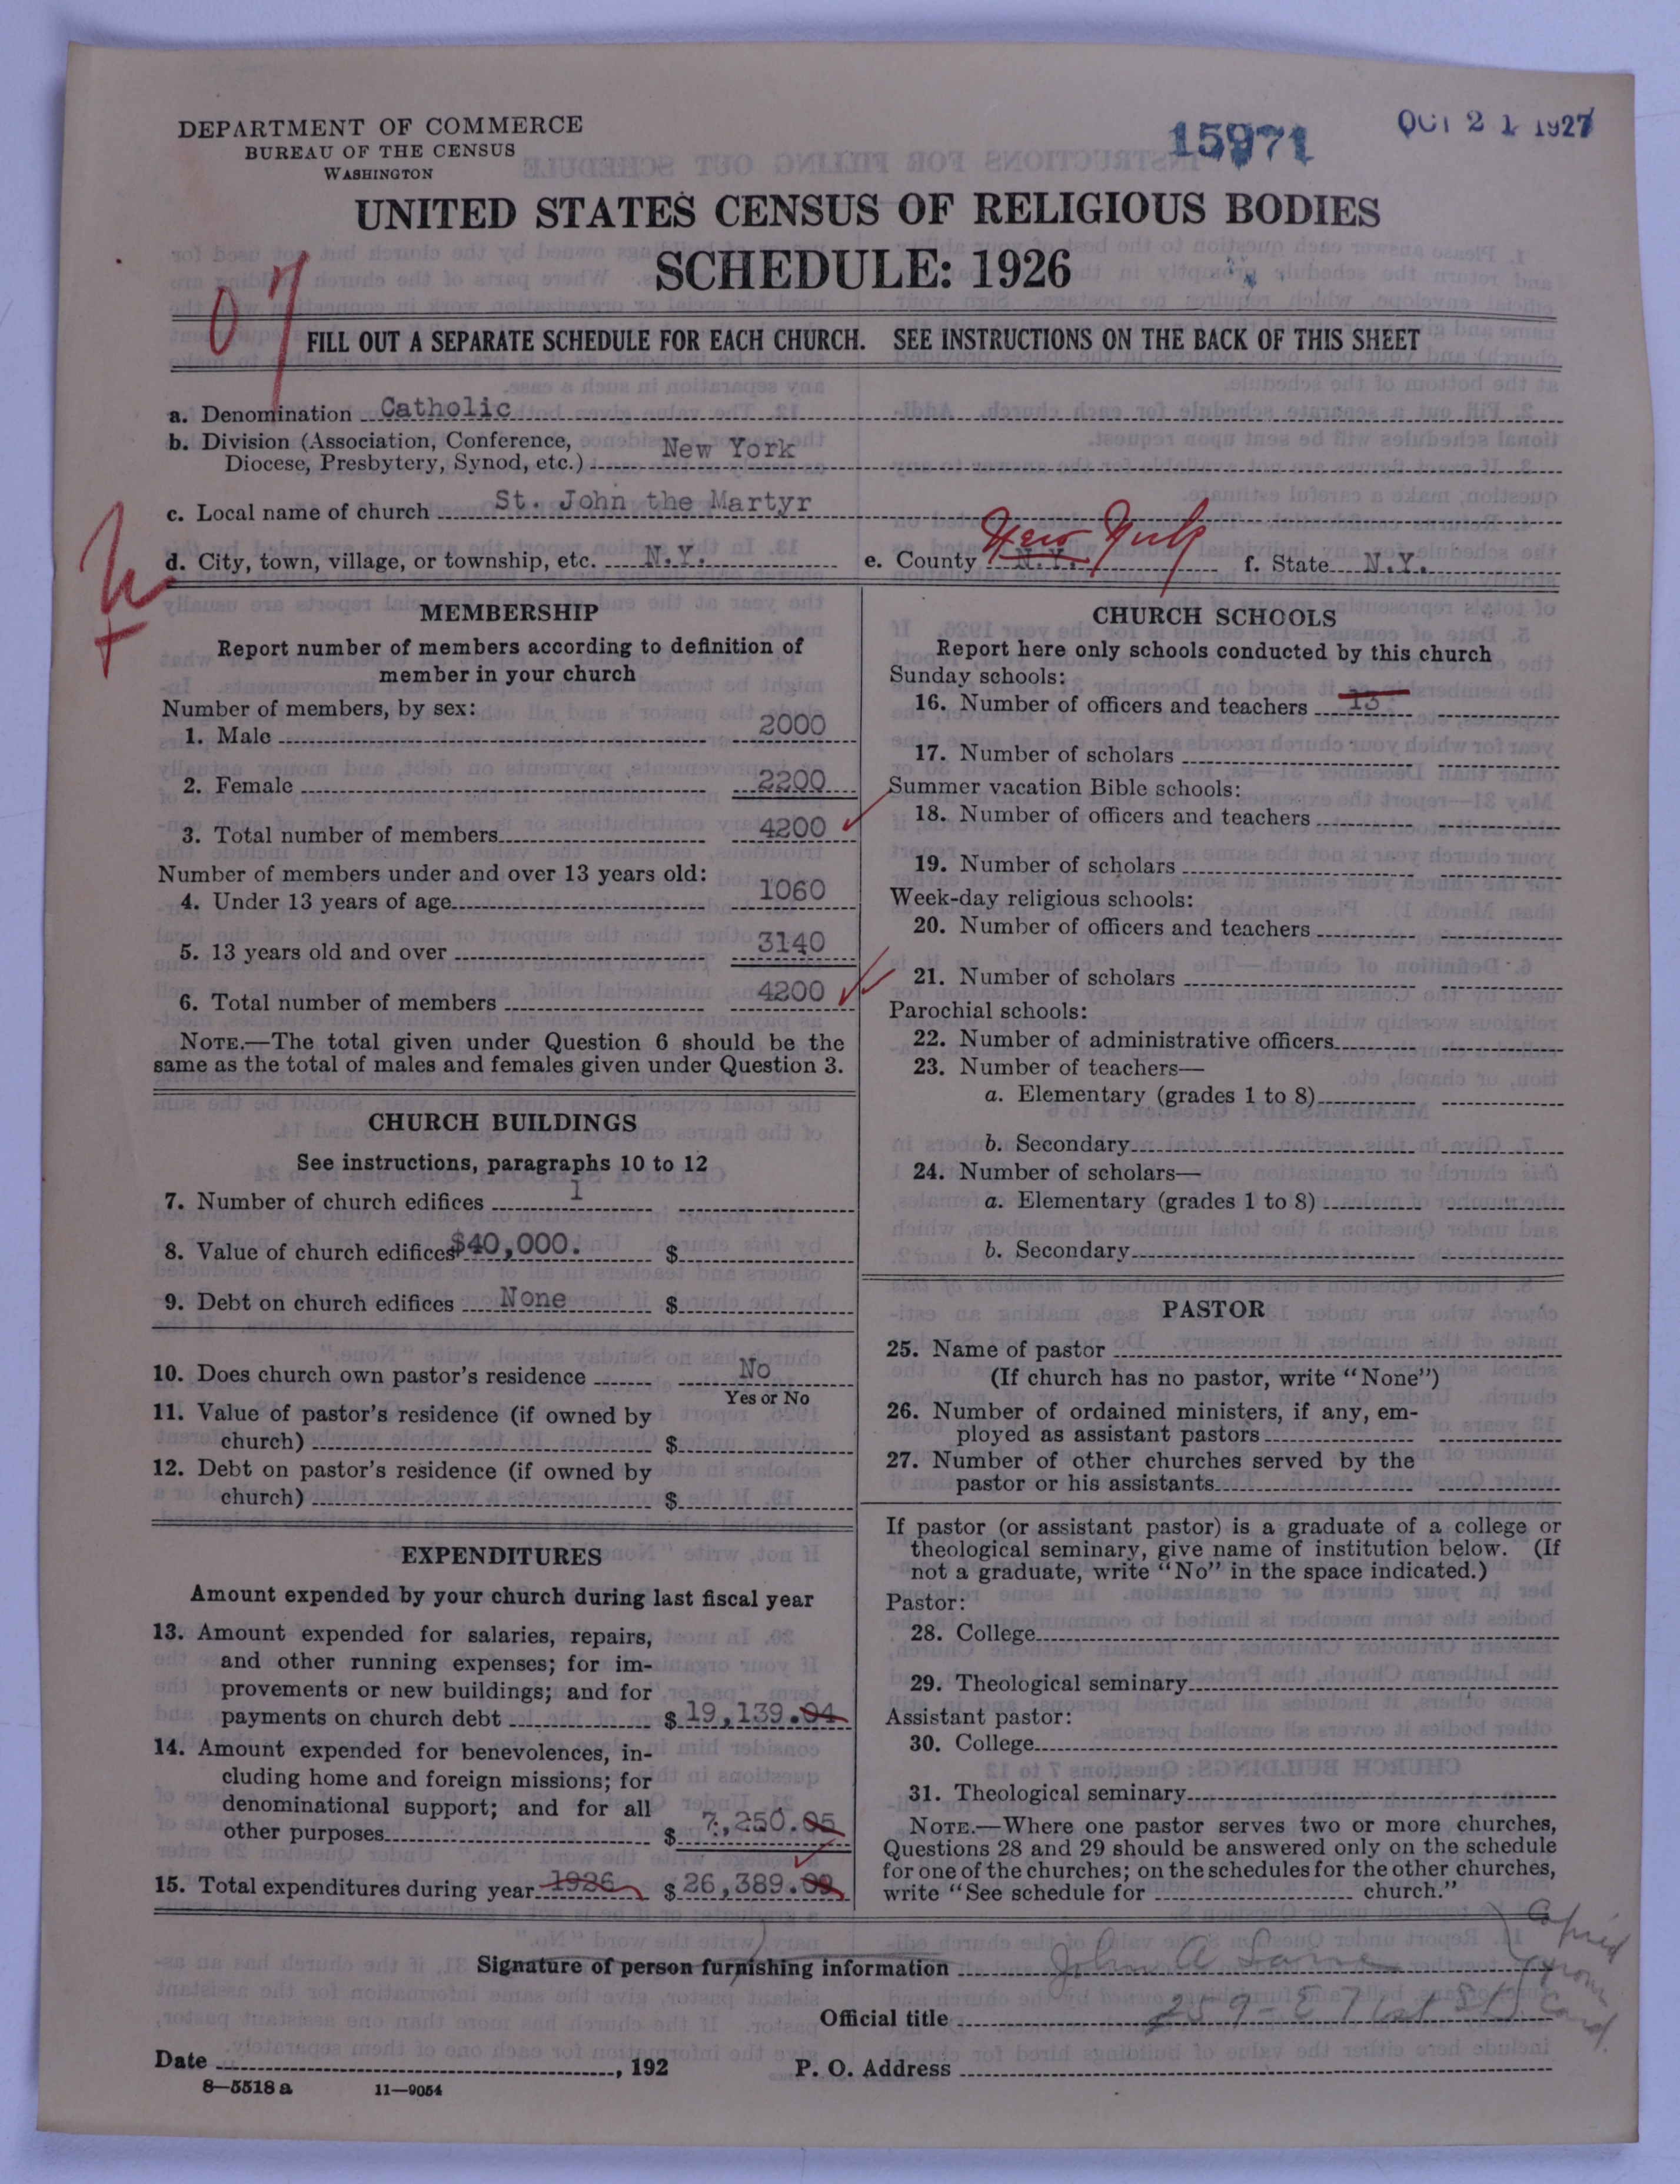 DEPARTMENT OF COMMERCE
BUREAU OF THE CENSUS
WASHINGTON
15971
OCT 21 1927
UNITED STATES CENSUS OF RELIGIOUS BODIES
SCHEDULE: 1926
07
FILL OUT A SEPARATE SCHEDULE FOR EACH CHURCH. SEE INSTRUCTIONS ON THE BACK OF THIS SHEET
a. Denomination Catholic
b. Division (Association, Conference,
Diocese, Presbytery, Synod, etc.) New York
c. Local name of church St. John the Martyr
New York
d. City, town, village, or township, etc. N.Y. e. County N.Y. f. State N.Y.
MEMBERSHIP
Report number of members according to definition of
member in your church
Number of members, by sex:
1. Male 2000
2. Female 2200
3. Total number of members 4200
Number of members under and over 13 years old:
4. Under 13 years of age 1060
5. 13 years old and over 3140
6. Total number of members 4200
NOTE.—The total given under Question 6 should be the
same as the total of males and females given under Question 3.
CHURCH BUILDINGS
See instructions, paragraphs 10 to 12
7. Number of church edifices 1
8. Value of church edifices $40,000. $
9. Debt on church edifices None $
10. Does church own pastor's residence No
Yes or No
11. Value of pastor's residence (if owned by
church) $
12. Debt on pastor's residence (if owned by
church) $
EXPENDITURES
Amount expended by your church during last fiscal year
13. Amount expended for salaries, repairs,
and other running expenses; for im-
provements or new buildings; and for
payments on church debt $ 19,139.04
14. Amount expended for benevolences, in-
cluding home and foreign missions; for
denominational support; and for all
other purposes $ 7,250.05
15. Total expenditures during year 1926 $ 26,389.09
CHURCH SCHOOLS
Report here only schools conducted by this church
Sunday schools:
16. Number of officers and teachers 13
17. Number of scholars
Summer vacation Bible schools:
18. Number of officers and teachers
19. Number of scholars
Week-day religious schools:
20. Number of officers and teachers
21. Number of scholars
Parochial schools:
22. Number of administrative officers
23. Number of teachers—
a. Elementary (grades 1 to 8)
b. Secondary
24. Number of scholars—
a. Elementary (grades 1 to 8)
b. Secondary
PASTOR
25. Name of pastor
(If church has no pastor, write "None")
26. Number of ordained ministers, if any, em-
ployed as assistant pastors
27. Number of other churches served by the
pastor or his assistants
If pastor (or assistant pastor) is a graduate of a college or
theological seminary, give name of institution below. (If
not a graduate, write "No" in the space indicated.)
Pastor:
28. College
29. Theological seminary
Assistant pastor:
30. College
31. Theological seminary
NOTE.—Where one pastor serves two or more churches,
Questions 28 and 29 should be answered only on the schedule
for one of the churches; on the schedules for the other churches,
write "See schedule for church."
Signature of person furnishing information John A Lane
Copied
from
Card.
Official title 259-E 71st St
Date , 192 P. O. Address
8—5518 a 11—9054